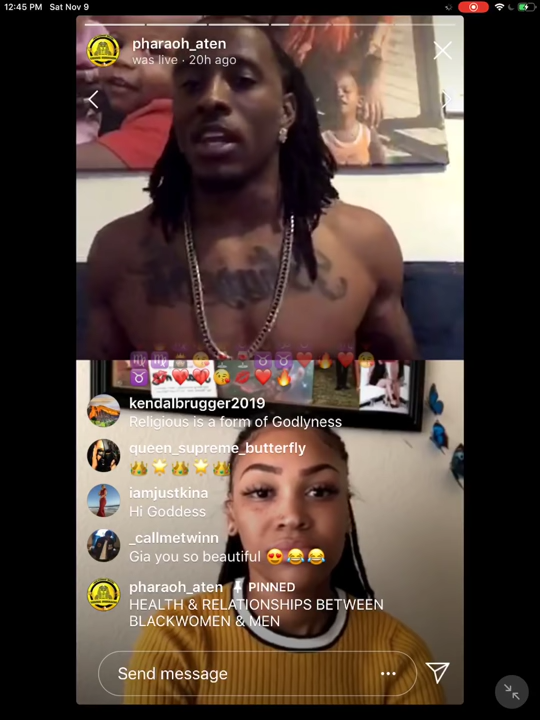 12:45 PM Sat Nov 9
pharaoh_aten
was live · 20h ago
kendalbrugger2019
Religious is a form of Godlyness
queen_supreme_butterfly
👑⭐👑⭐👑
iamjustkina
Hi Goddess
_callmetwinn
Gia you so beautiful 😍😂😂
pharaoh_aten 📌 PINNED
HEALTH & RELATIONSHIPS BETWEEN
BLACKWOMEN & MEN
Send message